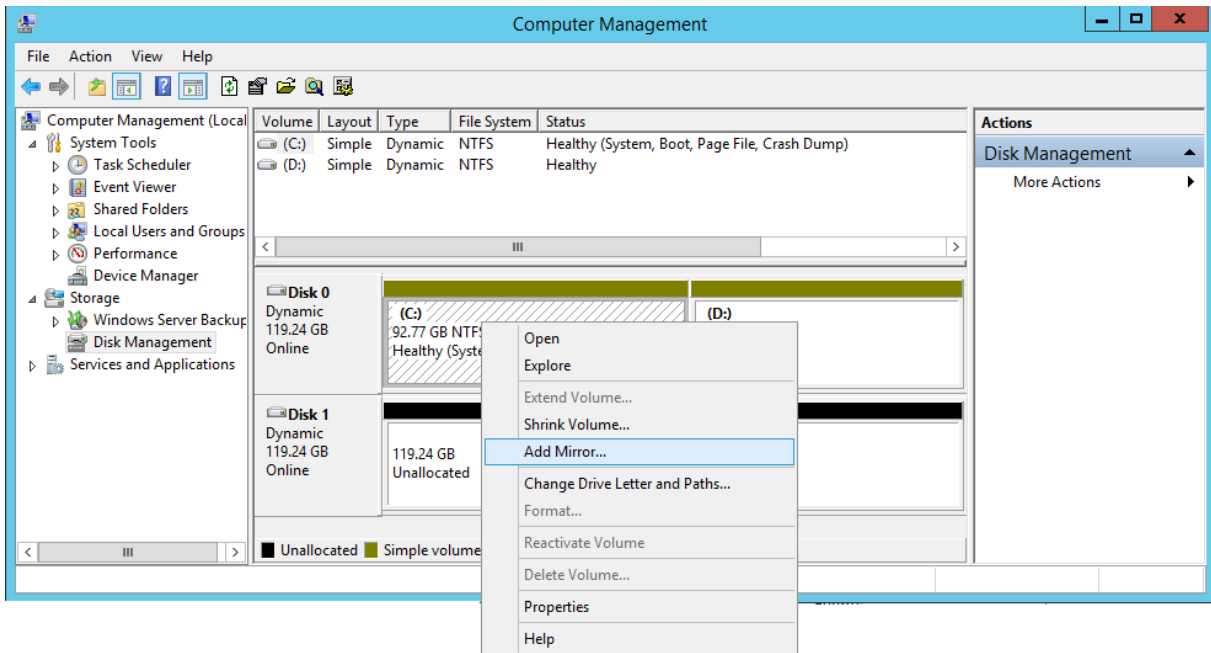 Computer Management
File Action View Help
Computer Management (Local
System Tools
Task Scheduler
Event Viewer
Shared Folders
Local Users and Groups
Performance
Device Manager
Storage
Windows Server Backup
Disk Management
Services and Applications
Volume Layout Type File System Status
(C:) Simple Dynamic NTFS Healthy (System, Boot, Page File, Crash Dump)
(D:) Simple Dynamic NTFS Healthy
Disk 0
Dynamic
119.24 GB
Online
(C:)
92.77 GB NTFS
Healthy (Syste
(D:)
Disk 1
Dynamic
119.24 GB
Online
119.24 GB
Unallocated
Unallocated Simple volume
Open
Explore
Extend Volume...
Shrink Volume...
Add Mirror...
Change Drive Letter and Paths...
Format...
Reactivate Volume
Delete Volume...
Properties
Help
Actions
Disk Management
More Actions